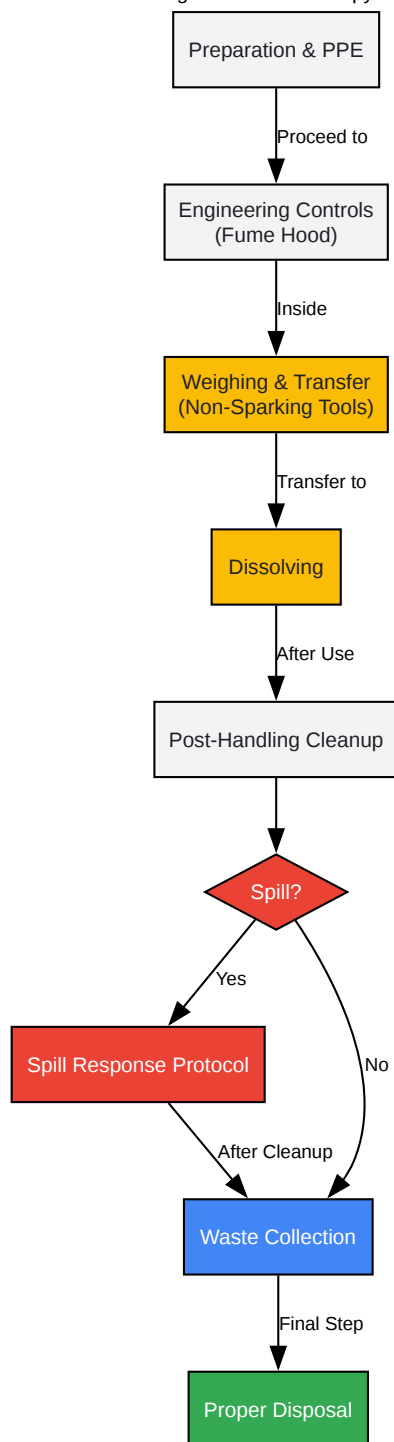 Preparation & PPE
Proceed to
Engineering Controls
(Fume Hood)
Inside
Weighing & Transfer
(Non-Sparking Tools)
Transfer to
Dissolving
After Use
Post-Handling Cleanup
Spill?
Yes
No
Spill Response Protocol
After Cleanup
Waste Collection
Final Step
Proper Disposal